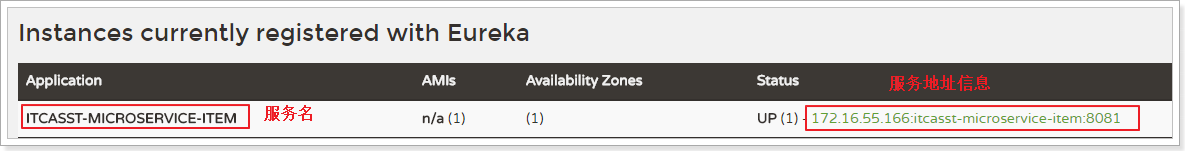 Instances currently registered with Eureka
Application AMIs Availability Zones Status 服务地址信息
ITCASST-MICROSERVICE-ITEM 服务名 n/a (1) (1) UP (1) - 172.16.55.166:itcasst-microservice-item:8081